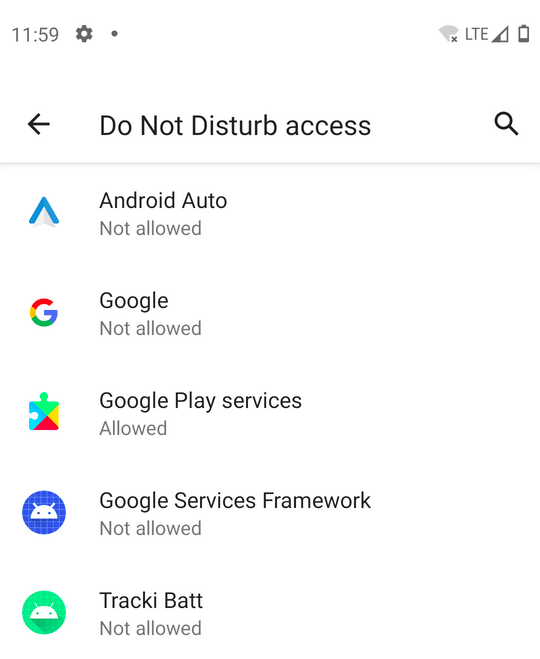 11:59 LTE
Do Not Disturb access
Android Auto
Not allowed
Google
Not allowed
Google Play services
Allowed
Google Services Framework
Not allowed
Tracki Batt
Not allowed